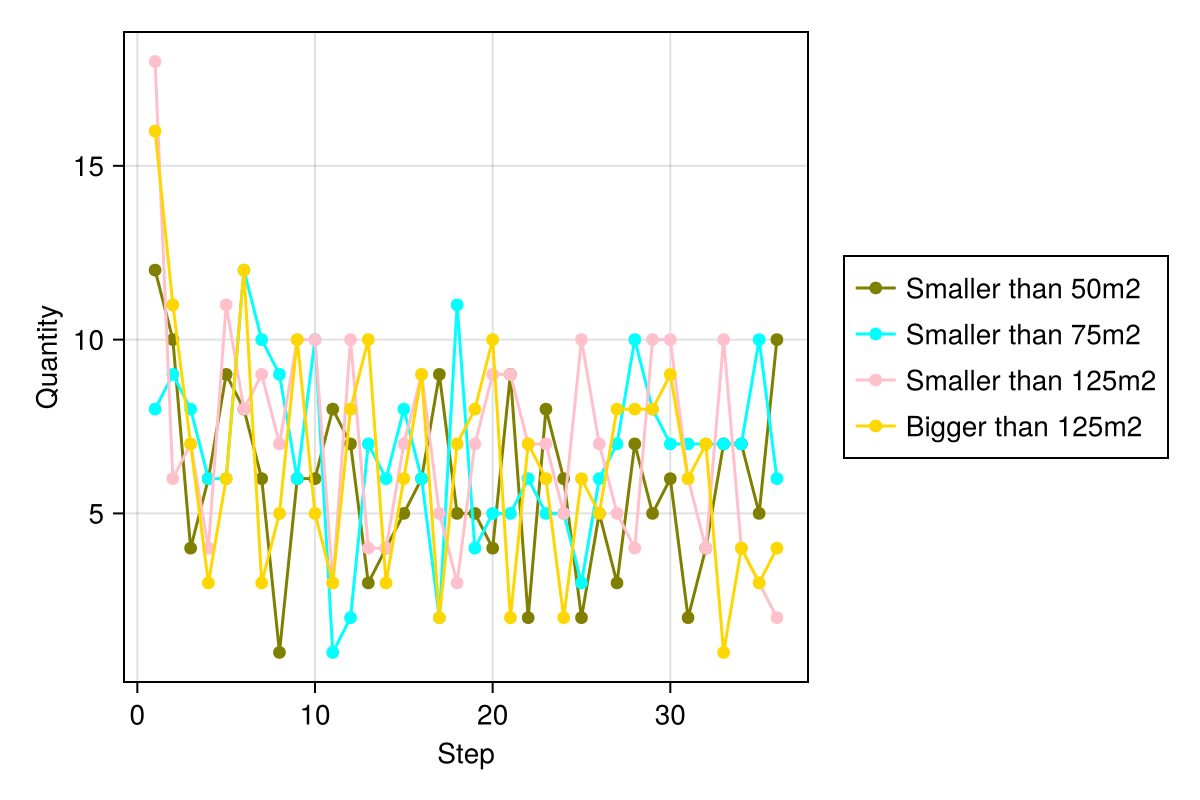 15
10
5
Quantity
0
10
20
30
Step
Smaller than 50m2
Smaller than 75m2
Smaller than 125m2
Bigger than 125m2